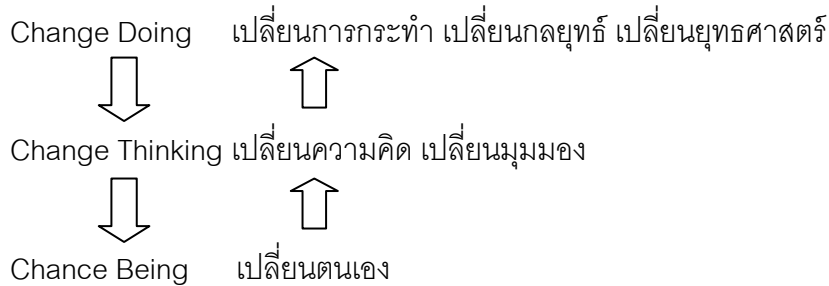 Change Doing เปลี่ยนการกระทำ เปลี่ยนกลยุทธ์ เปลี่ยนยุทธศาสตร์
Change Thinking เปลี่ยนความคิด เปลี่ยนมุมมอง
Chance Being เปลี่ยนตนเอง